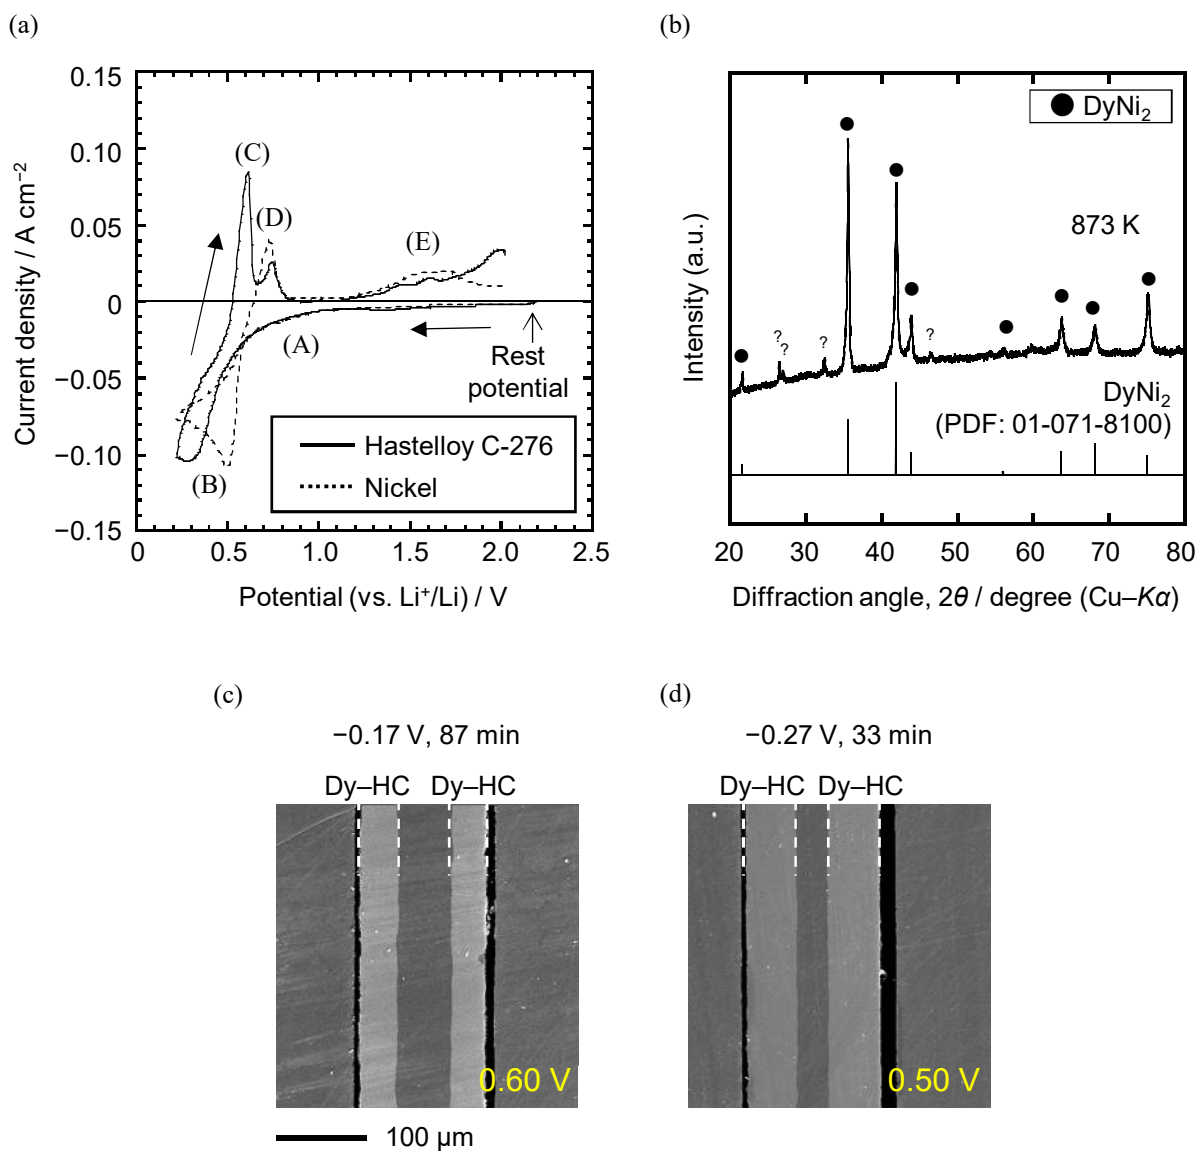 (a)
0.15
0.10
0.05
0
−0.05
−0.10
−0.15
Current density / A cm⁻²
(C)
(D)
(E)
(A)
(B)
Rest
potential
Hastelloy C-276
Nickel
0 0.5 1.0 1.5 2.0 2.5
Potential (vs. Li⁺/Li) / V
(b)
Intensity (a.u.)
DyNi₂
873 K
?
?
?
?
DyNi₂
(PDF: 01-071-8100)
20 30 40 50 60 70 80
Diffraction angle, 2θ / degree (Cu–Kα)
(c)
−0.17 V, 87 min
Dy–HC Dy–HC
0.60 V
100 μm
(d)
−0.27 V, 33 min
Dy–HC Dy–HC
0.50 V